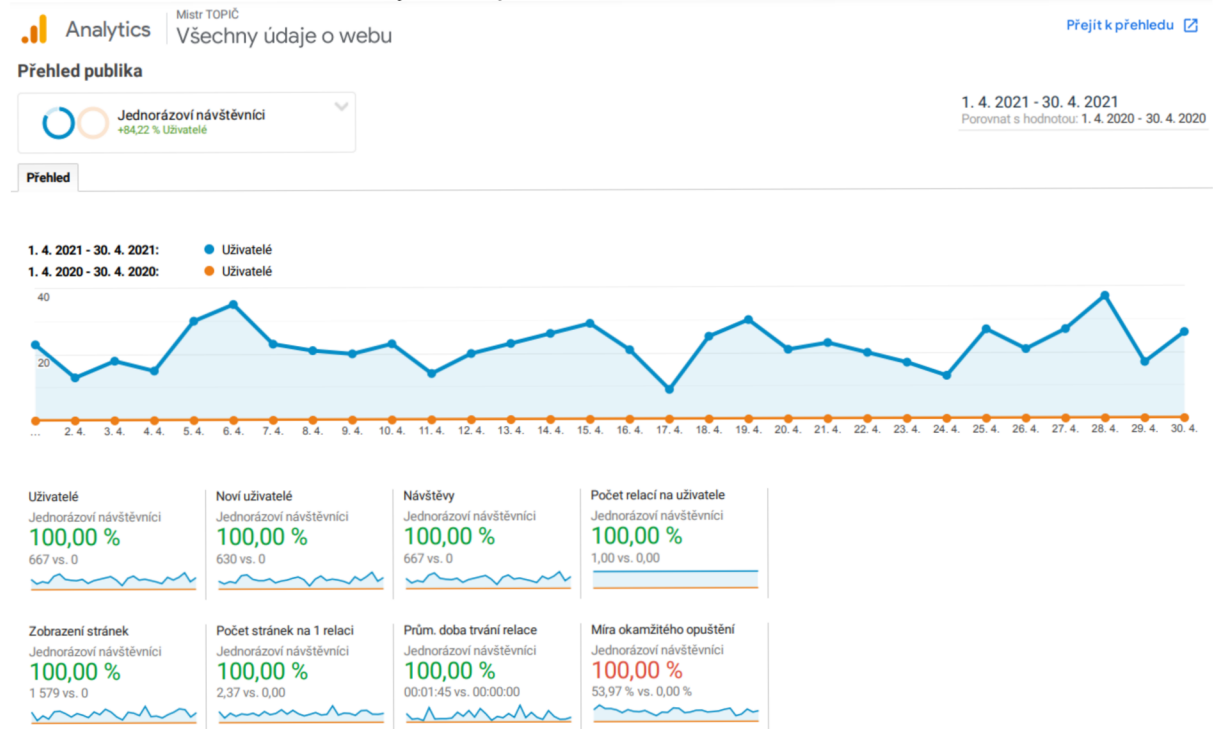 Mistr TOPIČ
Analytics Všechny údaje o webu
Přejít k přehledu
Přehled publika
Jednorázoví návštěvníci
+84,22 % Uživatelé
1. 4. 2021 - 30. 4. 2021
Porovnat s hodnotou: 1. 4. 2020 - 30. 4. 2020
Přehled
1. 4. 2021 - 30. 4. 2021: Uživatelé
1. 4. 2020 - 30. 4. 2020: Uživatelé
40
20
... 2. 4. 3. 4. 4. 4. 5. 4. 6. 4. 7. 4. 8. 4. 9. 4. 10. 4. 11. 4. 12. 4. 13. 4. 14. 4. 15. 4. 16. 4. 17. 4. 18. 4. 19. 4. 20. 4. 21. 4. 22. 4. 23. 4. 24. 4. 25. 4. 26. 4. 27. 4. 28. 4. 29. 4. 30. 4.
Uživatelé
Jednorázoví návštěvníci
100,00 %
667 vs. 0
Noví uživatelé
Jednorázoví návštěvníci
100,00 %
630 vs. 0
Návštěvy
Jednorázoví návštěvníci
100,00 %
667 vs. 0
Počet relací na uživatele
Jednorázoví návštěvníci
100,00 %
1,00 vs. 0,00
Zobrazení stránek
Jednorázoví návštěvníci
100,00 %
1 579 vs. 0
Počet stránek na 1 relaci
Jednorázoví návštěvníci
100,00 %
2,37 vs. 0,00
Prům. doba trvání relace
Jednorázoví návštěvníci
100,00 %
00:01:45 vs. 00:00:00
Míra okamžitého opuštění
Jednorázoví návštěvníci
100,00 %
53,97 % vs. 0,00 %